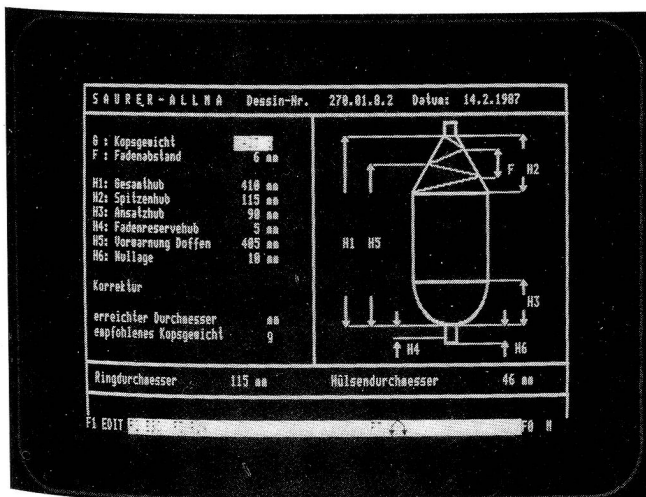 SAURER-ALLMA Dessin-Nr. 270.01.8.2 Datum: 14.2.1987
G : Kopsgewicht
F : Fadenabstand 6 mm
H1: Gesamthub 410 mm
H2: Spitzenhub 115 mm
H3: Ansatzhub 90 mm
H4: Fadenreservehub 5 mm
H5: Vorwarnung Doffen 405 mm
H6: Nullage 10 mm
Korrektur
erreichter Durchmesser mm
empfohlenes Kopsgewicht g
F H2
H1 H5
H3
H4 H6
Ringdurchmesser 115 mm Hülsendurchmesser 46 mm
F1 EDIT F0 M